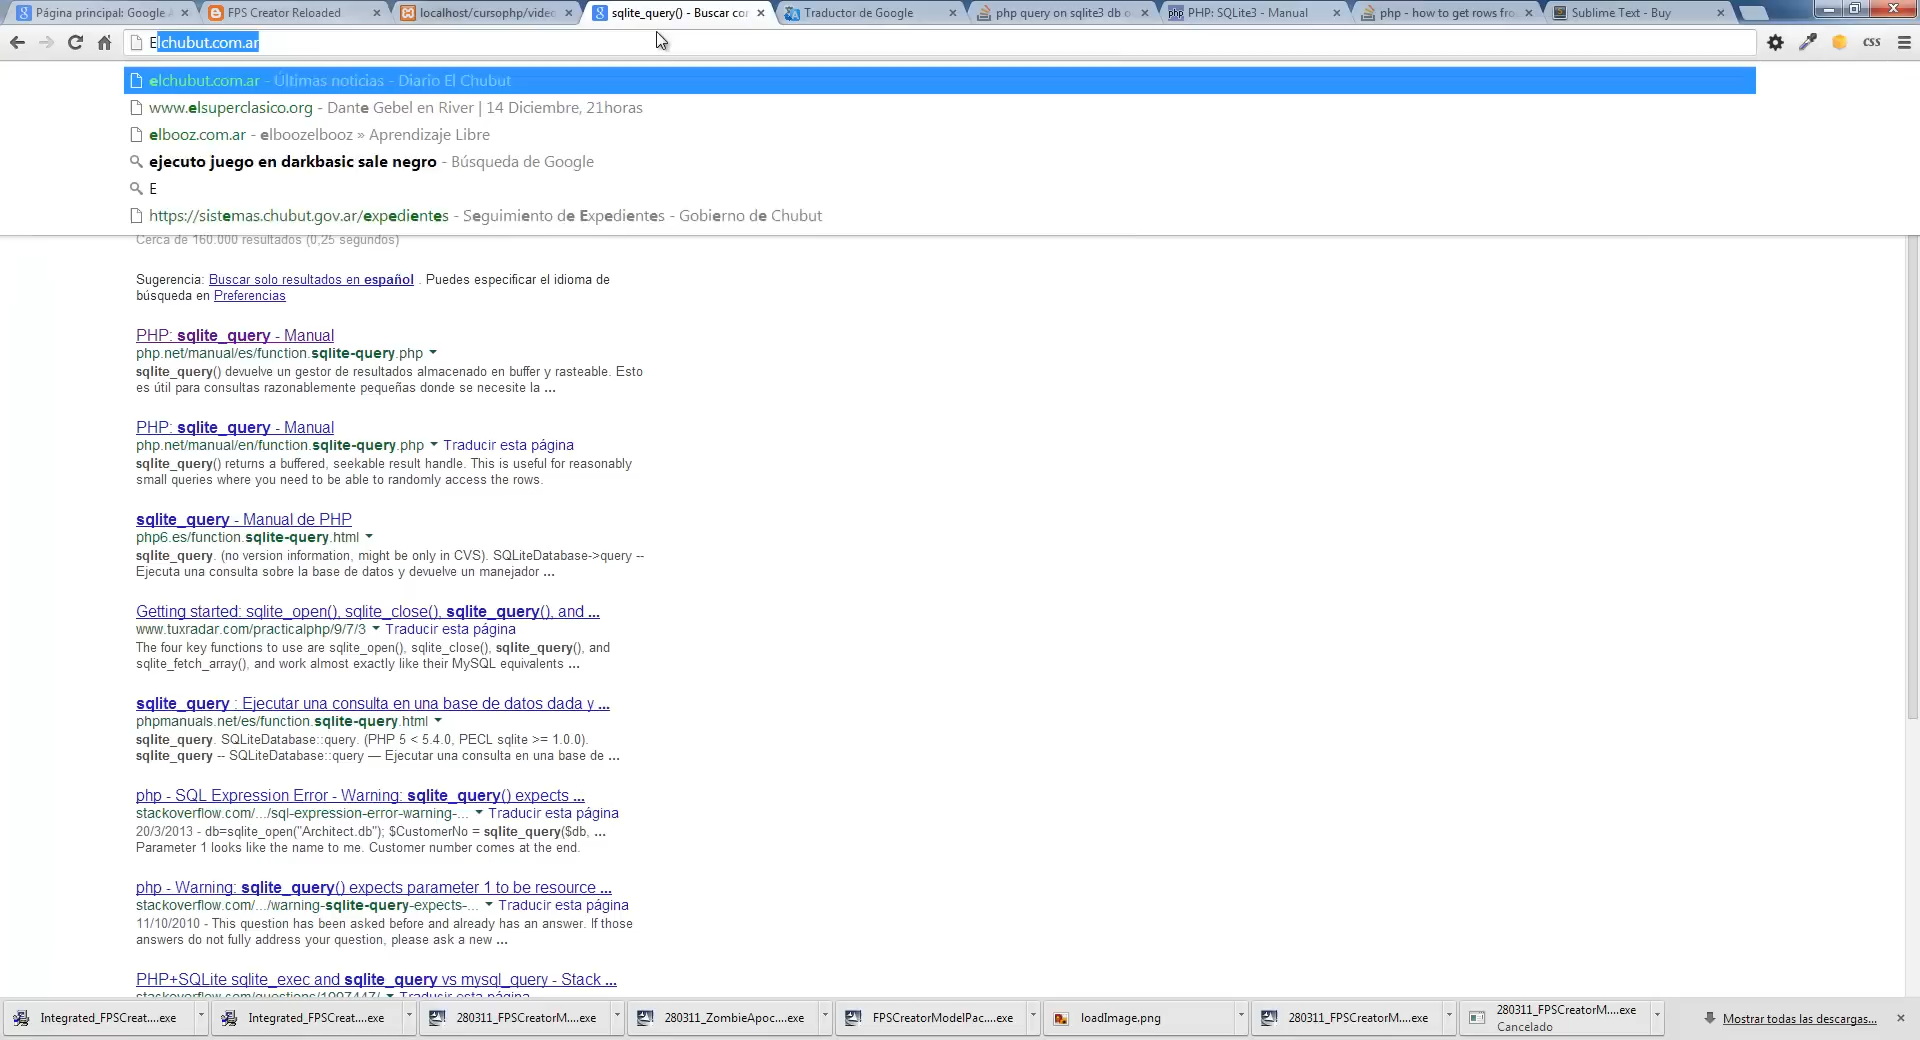 Página principal: Google A
FPS Creator Reloaded
localhost/cursophp/video
sqlite_query() - Buscar co
Traductor de Google
php query on sqlite3 db o
PHP: SQLite3 - Manual
php - how to get rows fro
Sublime Text - Buy
Elchubut.com.ar
CSS
elchubut.com.ar - Últimas noticias - Diario El Chubut
www.elsuperclasico.org - Dante Gebel en River | 14 Diciembre, 21horas
elbooz.com.ar - elboozelbooz » Aprendizaje Libre
ejecuto juego en darkbasic sale negro - Búsqueda de Google
E
https://sistemas.chubut.gov.ar/expedientes - Seguimiento de Expedientes - Gobierno de Chubut
Cerca de 160.000 resultados (0,25 segundos)
Sugerencia: Buscar solo resultados en español . Puedes especificar el idioma de
búsqueda en Preferencias
PHP: sqlite_query - Manual
php.net/manual/es/function.sqlite-query.php
sqlite_query() devuelve un gestor de resultados almacenado en buffer y rasteable. Esto
es útil para consultas razonablemente pequeñas donde se necesite la ...
PHP: sqlite_query - Manual
php.net/manual/en/function.sqlite-query.php Traducir esta página
sqlite_query() returns a buffered, seekable result handle. This is useful for reasonably
small queries where you need to be able to randomly access the rows.
sqlite_query - Manual de PHP
php6.es/function.sqlite-query.html
sqlite_query. (no version information, might be only in CVS). SQLiteDatabase->query --
Ejecuta una consulta sobre la base de datos y devuelve un manejador ...
Getting started: sqlite_open(), sqlite_close(), sqlite_query(), and ...
www.tuxradar.com/practicalphp/9/7/3 Traducir esta página
The four key functions to use are sqlite_open(), sqlite_close(), sqlite_query(), and
sqlite_fetch_array(), and work almost exactly like their MySQL equivalents ...
sqlite_query : Ejecutar una consulta en una base de datos dada y ...
phpmanuals.net/es/function.sqlite-query.html
sqlite_query. SQLiteDatabase::query. (PHP 5 < 5.4.0, PECL sqlite >= 1.0.0).
sqlite_query -- SQLiteDatabase::query — Ejecutar una consulta en una base de ...
php - SQL Expression Error - Warning: sqlite_query() expects ...
stackoverflow.com/.../sql-expression-error-warning-... Traducir esta página
20/3/2013 - db=sqlite_open("Architect.db"); $CustomerNo = sqlite_query($db, ...
Parameter 1 looks like the name to me. Customer number comes at the end.
php - Warning: sqlite_query() expects parameter 1 to be resource ...
stackoverflow.com/.../warning-sqlite-query-expects-... Traducir esta página
11/10/2010 - This question has been asked before and already has an answer. If those
answers do not fully address your question, please ask a new ...
PHP+SQLite sqlite_exec and sqlite_query vs mysql_query - Stack ...
stackoverflow.com/questions/1997447/ Traducir esta página
Integrated_FPSCreat....exe
Integrated_FPSCreat....exe
280311_FPSCreatorM....exe
280311_ZombieApoc....exe
FPSCreatorModelPac....exe
loadImage.png
280311_FPSCreatorM....exe
280311_FPSCreatorM....exe
Cancelado
Mostrar todas las descargas...